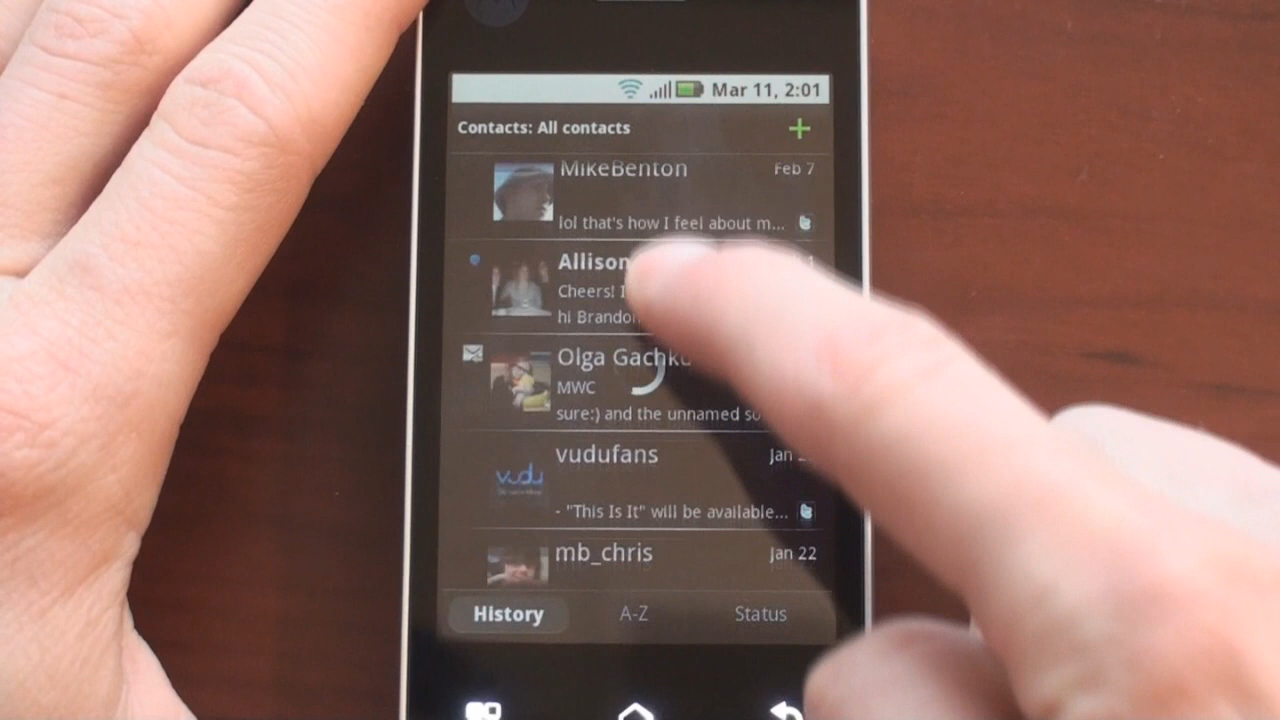 Mar 11, 2:01
Contacts: All contacts
MikeBenton
Feb 7
lol that's how I feel about m...
Allison
Cheers!
hi Brandon
Olga
MWC
sure:) and the unnamed
vudufans
Jan
vudu
- "This Is It" will be available...
mb_chris
Jan 22
History
A-Z
Status